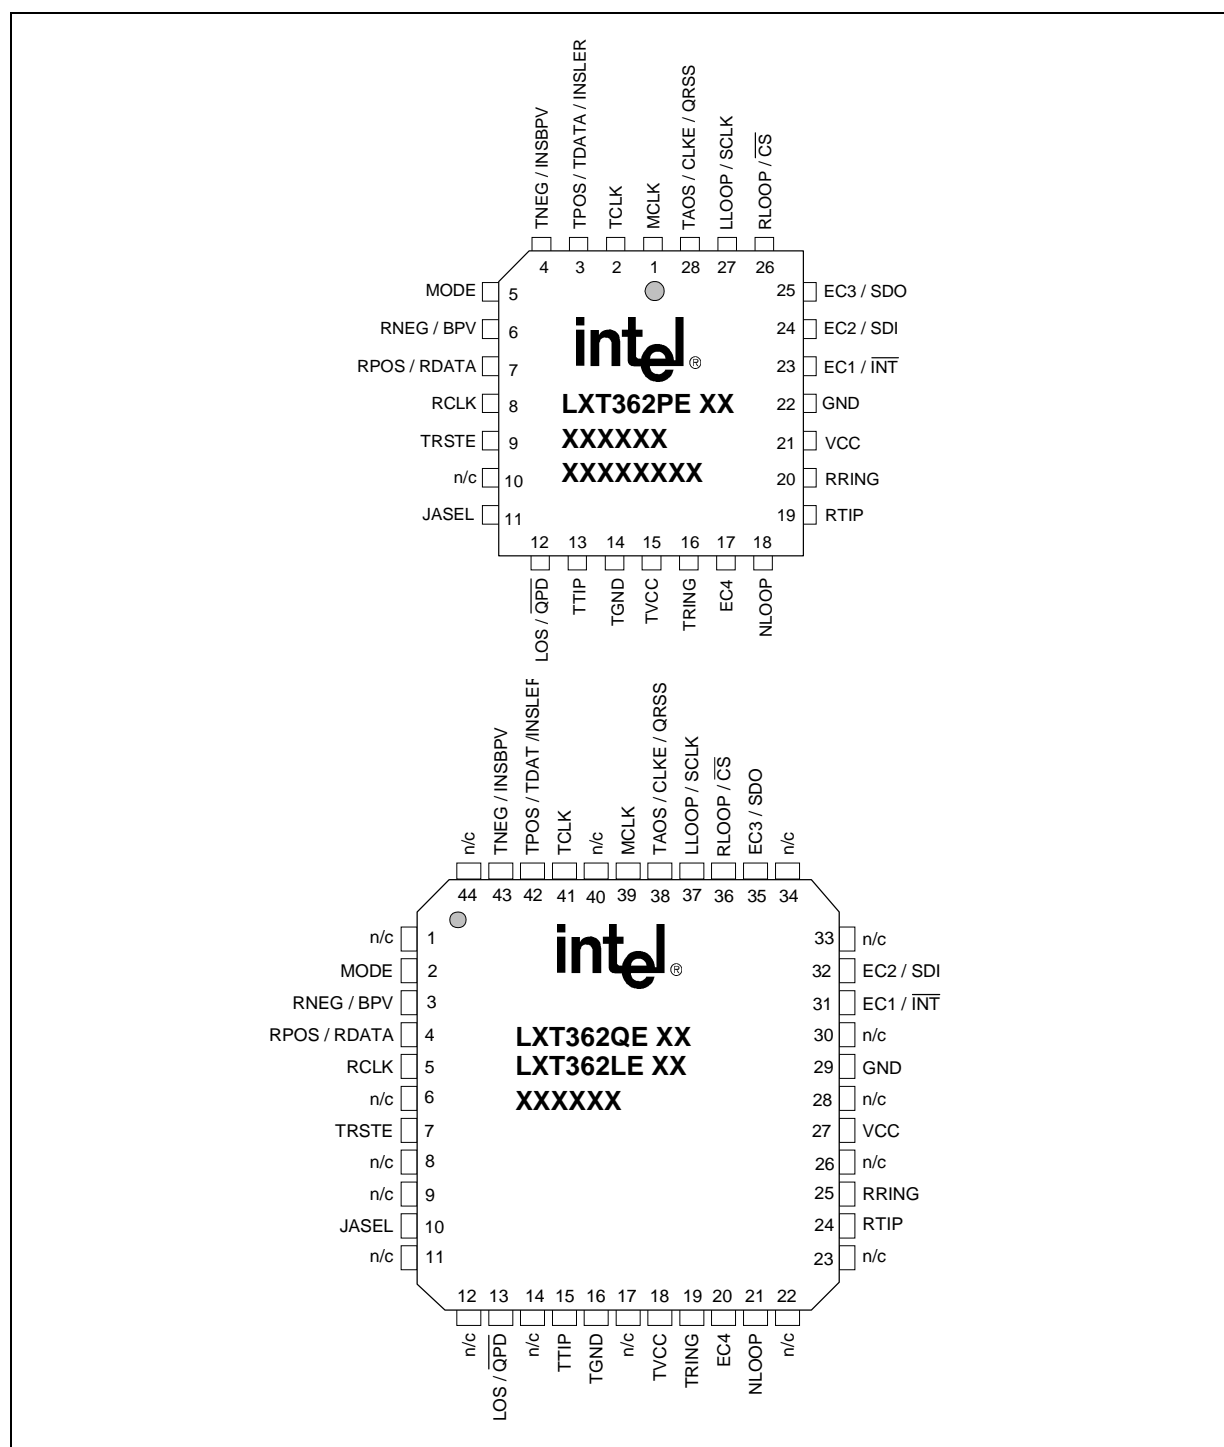 TNEG / INSBPV
TPOS / TDATA / INSLER
TCLK
MCLK
TAOS / CLKE / QRSS
LLOOP / SCLK
RLOOP / C̅S̅
4 3 2 1 28 27 26
MODE 5
RNEG / BPV 6
RPOS / RDATA 7
RCLK 8
TRSTE 9
n/c 10
JASEL 11
25 EC3 / SDO
24 EC2 / SDI
23 EC1 / I̅N̅T̅
22 GND
21 VCC
20 RRING
19 RTIP
intel®
LXT362PE XX
XXXXXX
XXXXXXXX
12 13 14 15 16 17 18
LOS / Q̅P̅D̅
TTIP
TGND
TVCC
TRING
EC4
NLOOP
n/c
TNEG / INSBPV
TPOS / TDAT /INSLER
TCLK
n/c
MCLK
TAOS / CLKE / QRSS
LLOOP / SCLK
RLOOP / C̅S̅
EC3 / SDO
n/c
44 43 42 41 40 39 38 37 36 35 34
n/c 1
MODE 2
RNEG / BPV 3
RPOS / RDATA 4
RCLK 5
n/c 6
TRSTE 7
n/c 8
n/c 9
JASEL 10
n/c 11
33 n/c
32 EC2 / SDI
31 EC1 / I̅N̅T̅
30 n/c
29 GND
28 n/c
27 VCC
26 n/c
25 RRING
24 RTIP
23 n/c
intel®
LXT362QE XX
LXT362LE XX
XXXXXX
12 13 14 15 16 17 18 19 20 21 22
n/c
LOS / Q̅P̅D̅
n/c
TTIP
TGND
n/c
TVCC
TRING
EC4
NLOOP
n/c